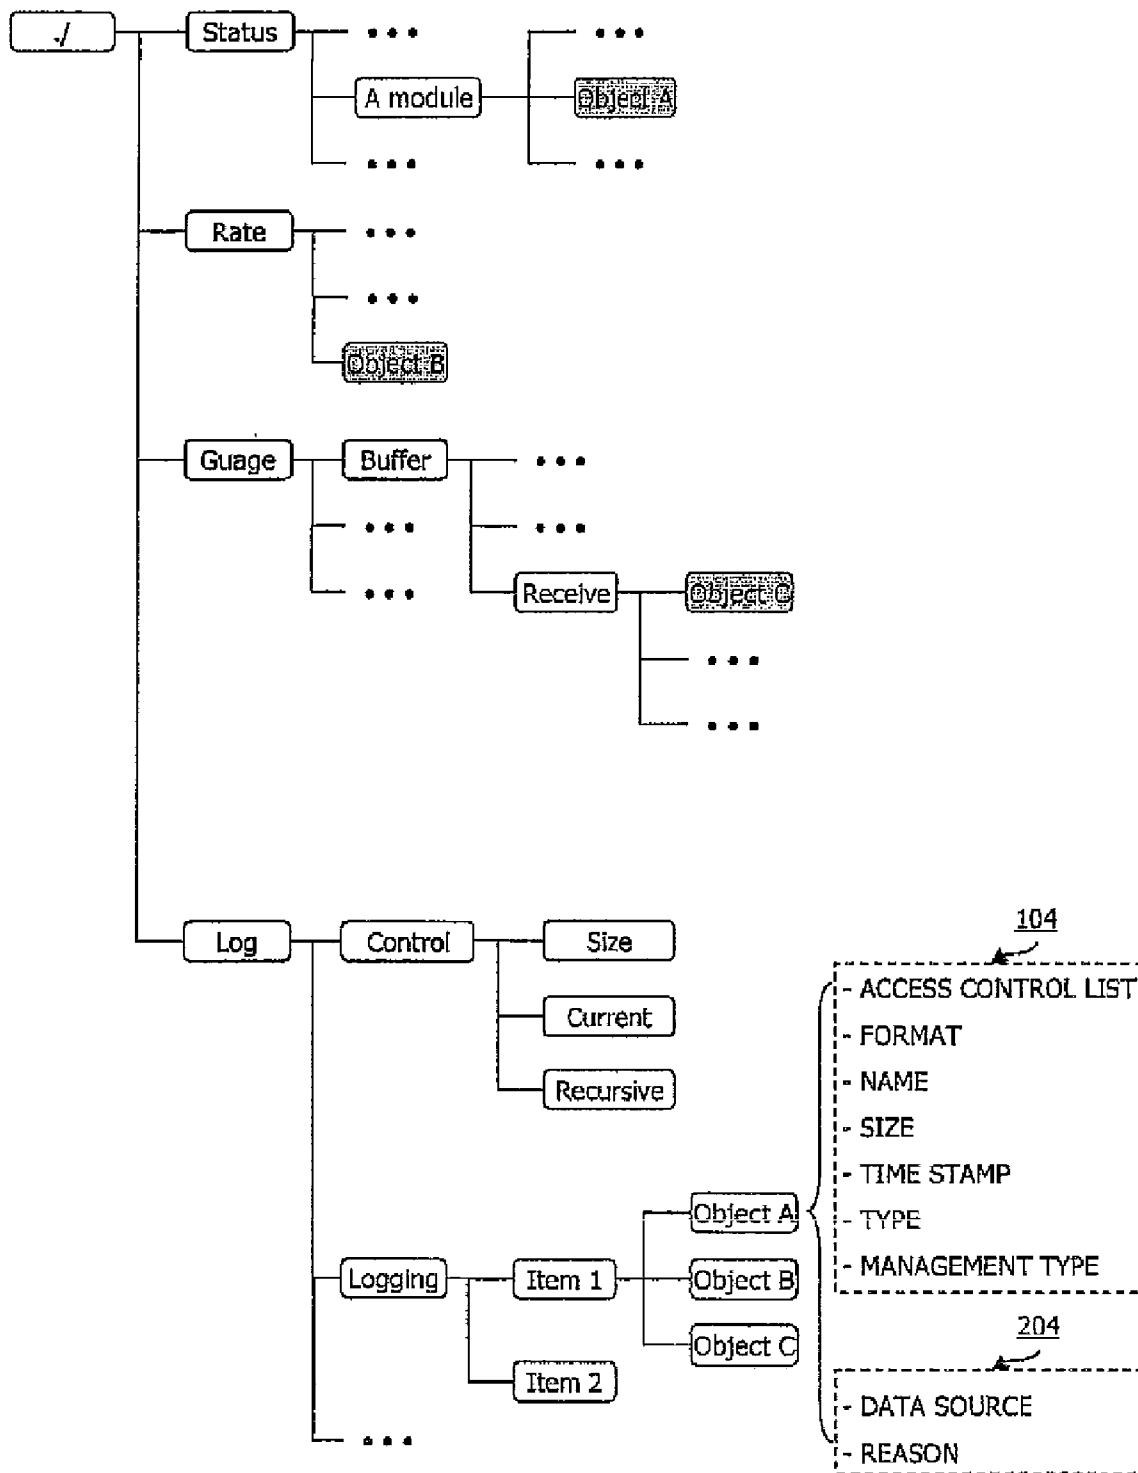 ./
Status
• • •
• • •
A module
Object A
• • •
• • •
Rate
• • •
• • •
Object B
Guage
Buffer
• • •
• • •
• • •
• • •
Receive
Object C
• • •
• • •
Log
Control
Size
Current
Recursive
Logging
Item 1
Object A
Object B
Object C
Item 2
• • •
104
- ACCESS CONTROL LIST
- FORMAT
- NAME
- SIZE
- TIME STAMP
- TYPE
- MANAGEMENT TYPE
204
- DATA SOURCE
- REASON